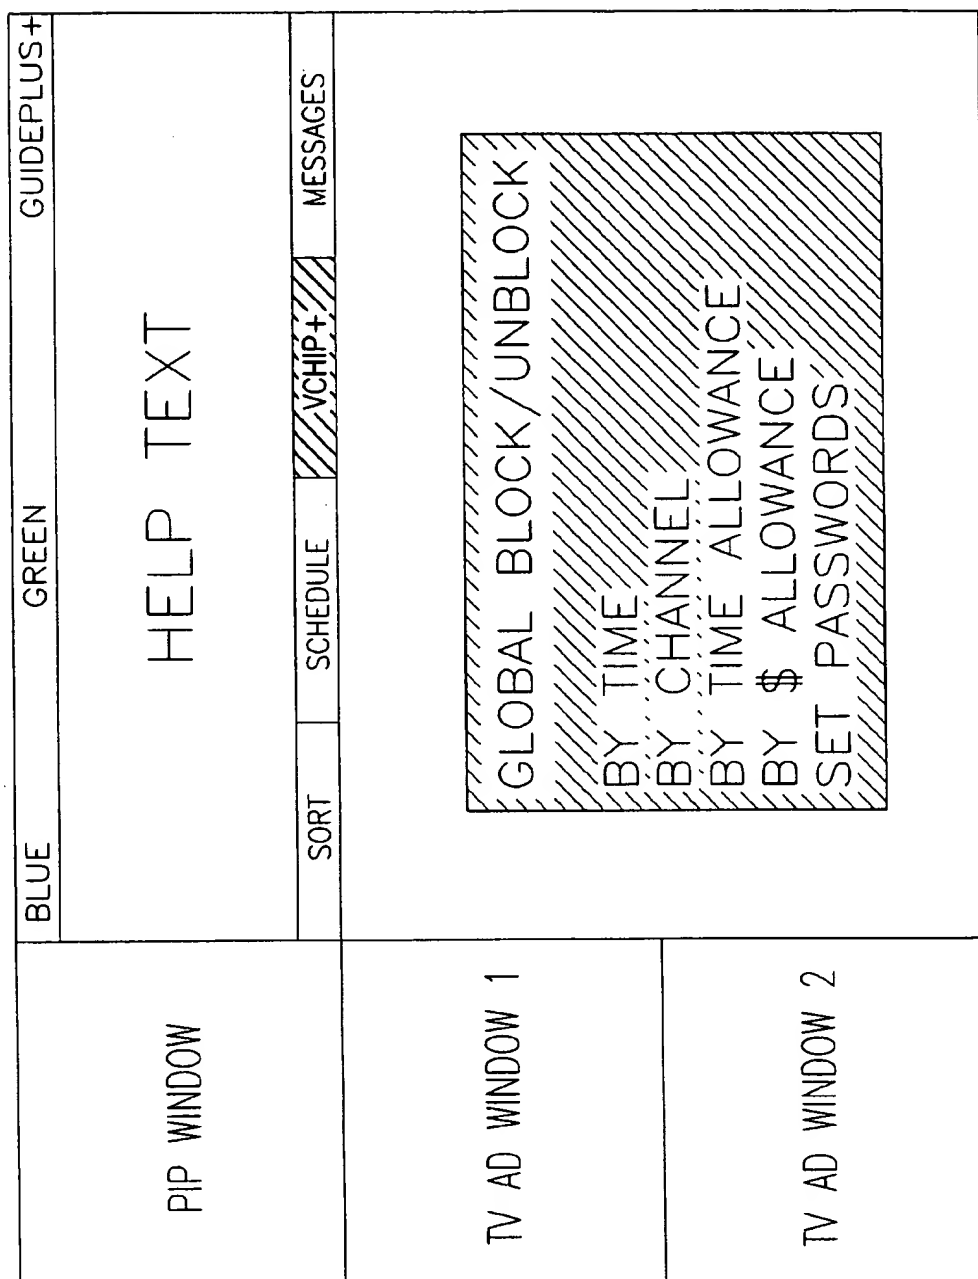 BLUE GREEN GUIDEPLUS+
PIP WINDOW
HELP TEXT
SORT SCHEDULE VCHIP+ MESSAGES
TV AD WINDOW 1
TV AD WINDOW 2
GLOBAL BLOCK/UNBLOCK
BY TIME
BY CHANNEL
BY TIME ALLOWANCE
BY $ ALLOWANCE
SET PASSWORDS